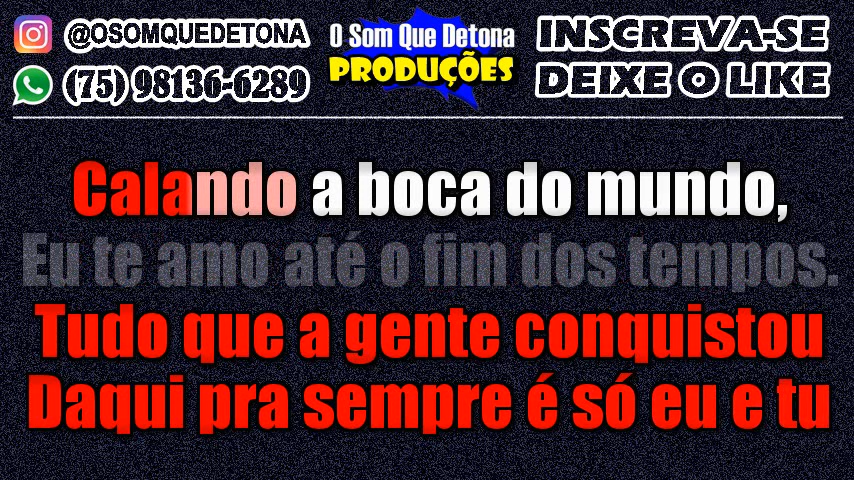 @OSOMQUEDETONA
(75) 98136-6289
O Som Que Detona
PRODUÇÕES
INSCREVA-SE
DEIXE O LIKE
Calando a boca do mundo,
Eu te amo até o fim dos tempos.
Tudo que a gente conquistou
Daqui pra sempre é só eu e tu